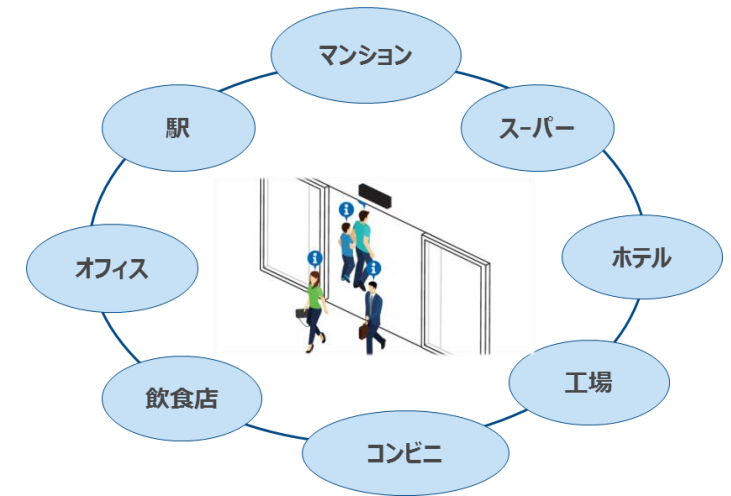 マンション
駅
スーパー
オフィス
ホテル
飲食店
工場
コンビニ